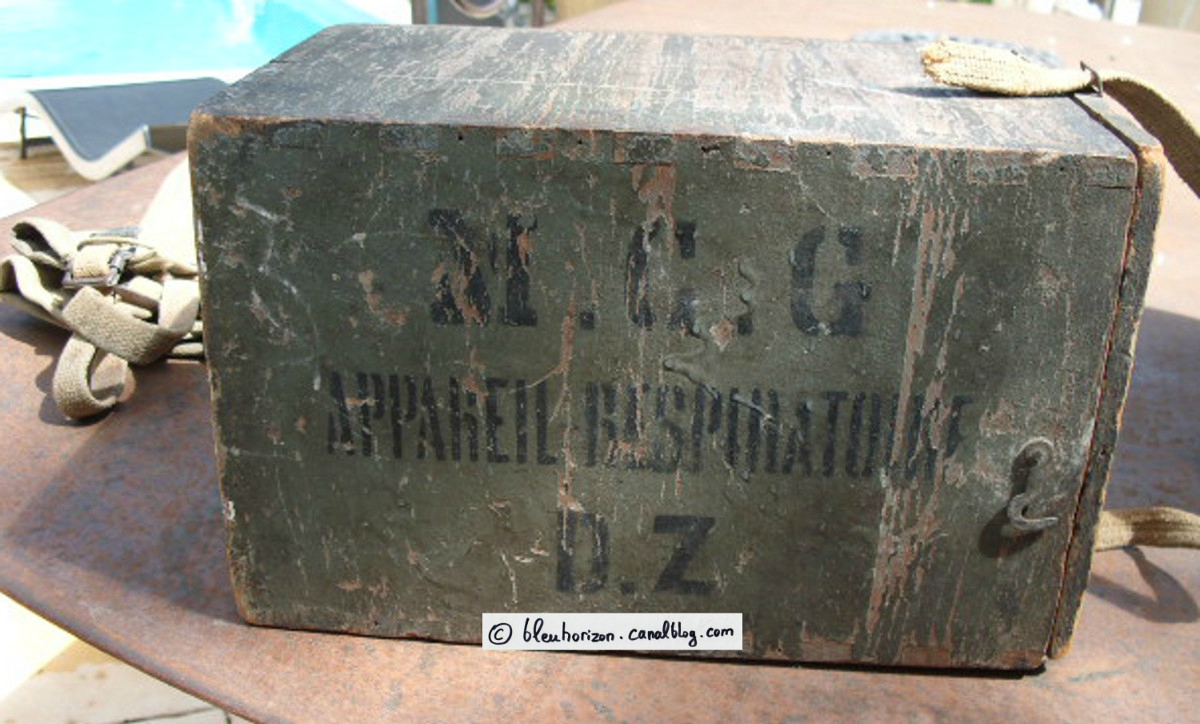 M.C.G
APPAREIL-RESPIRATOIRE
D.Z
© bleuhorizon.canalblog.com